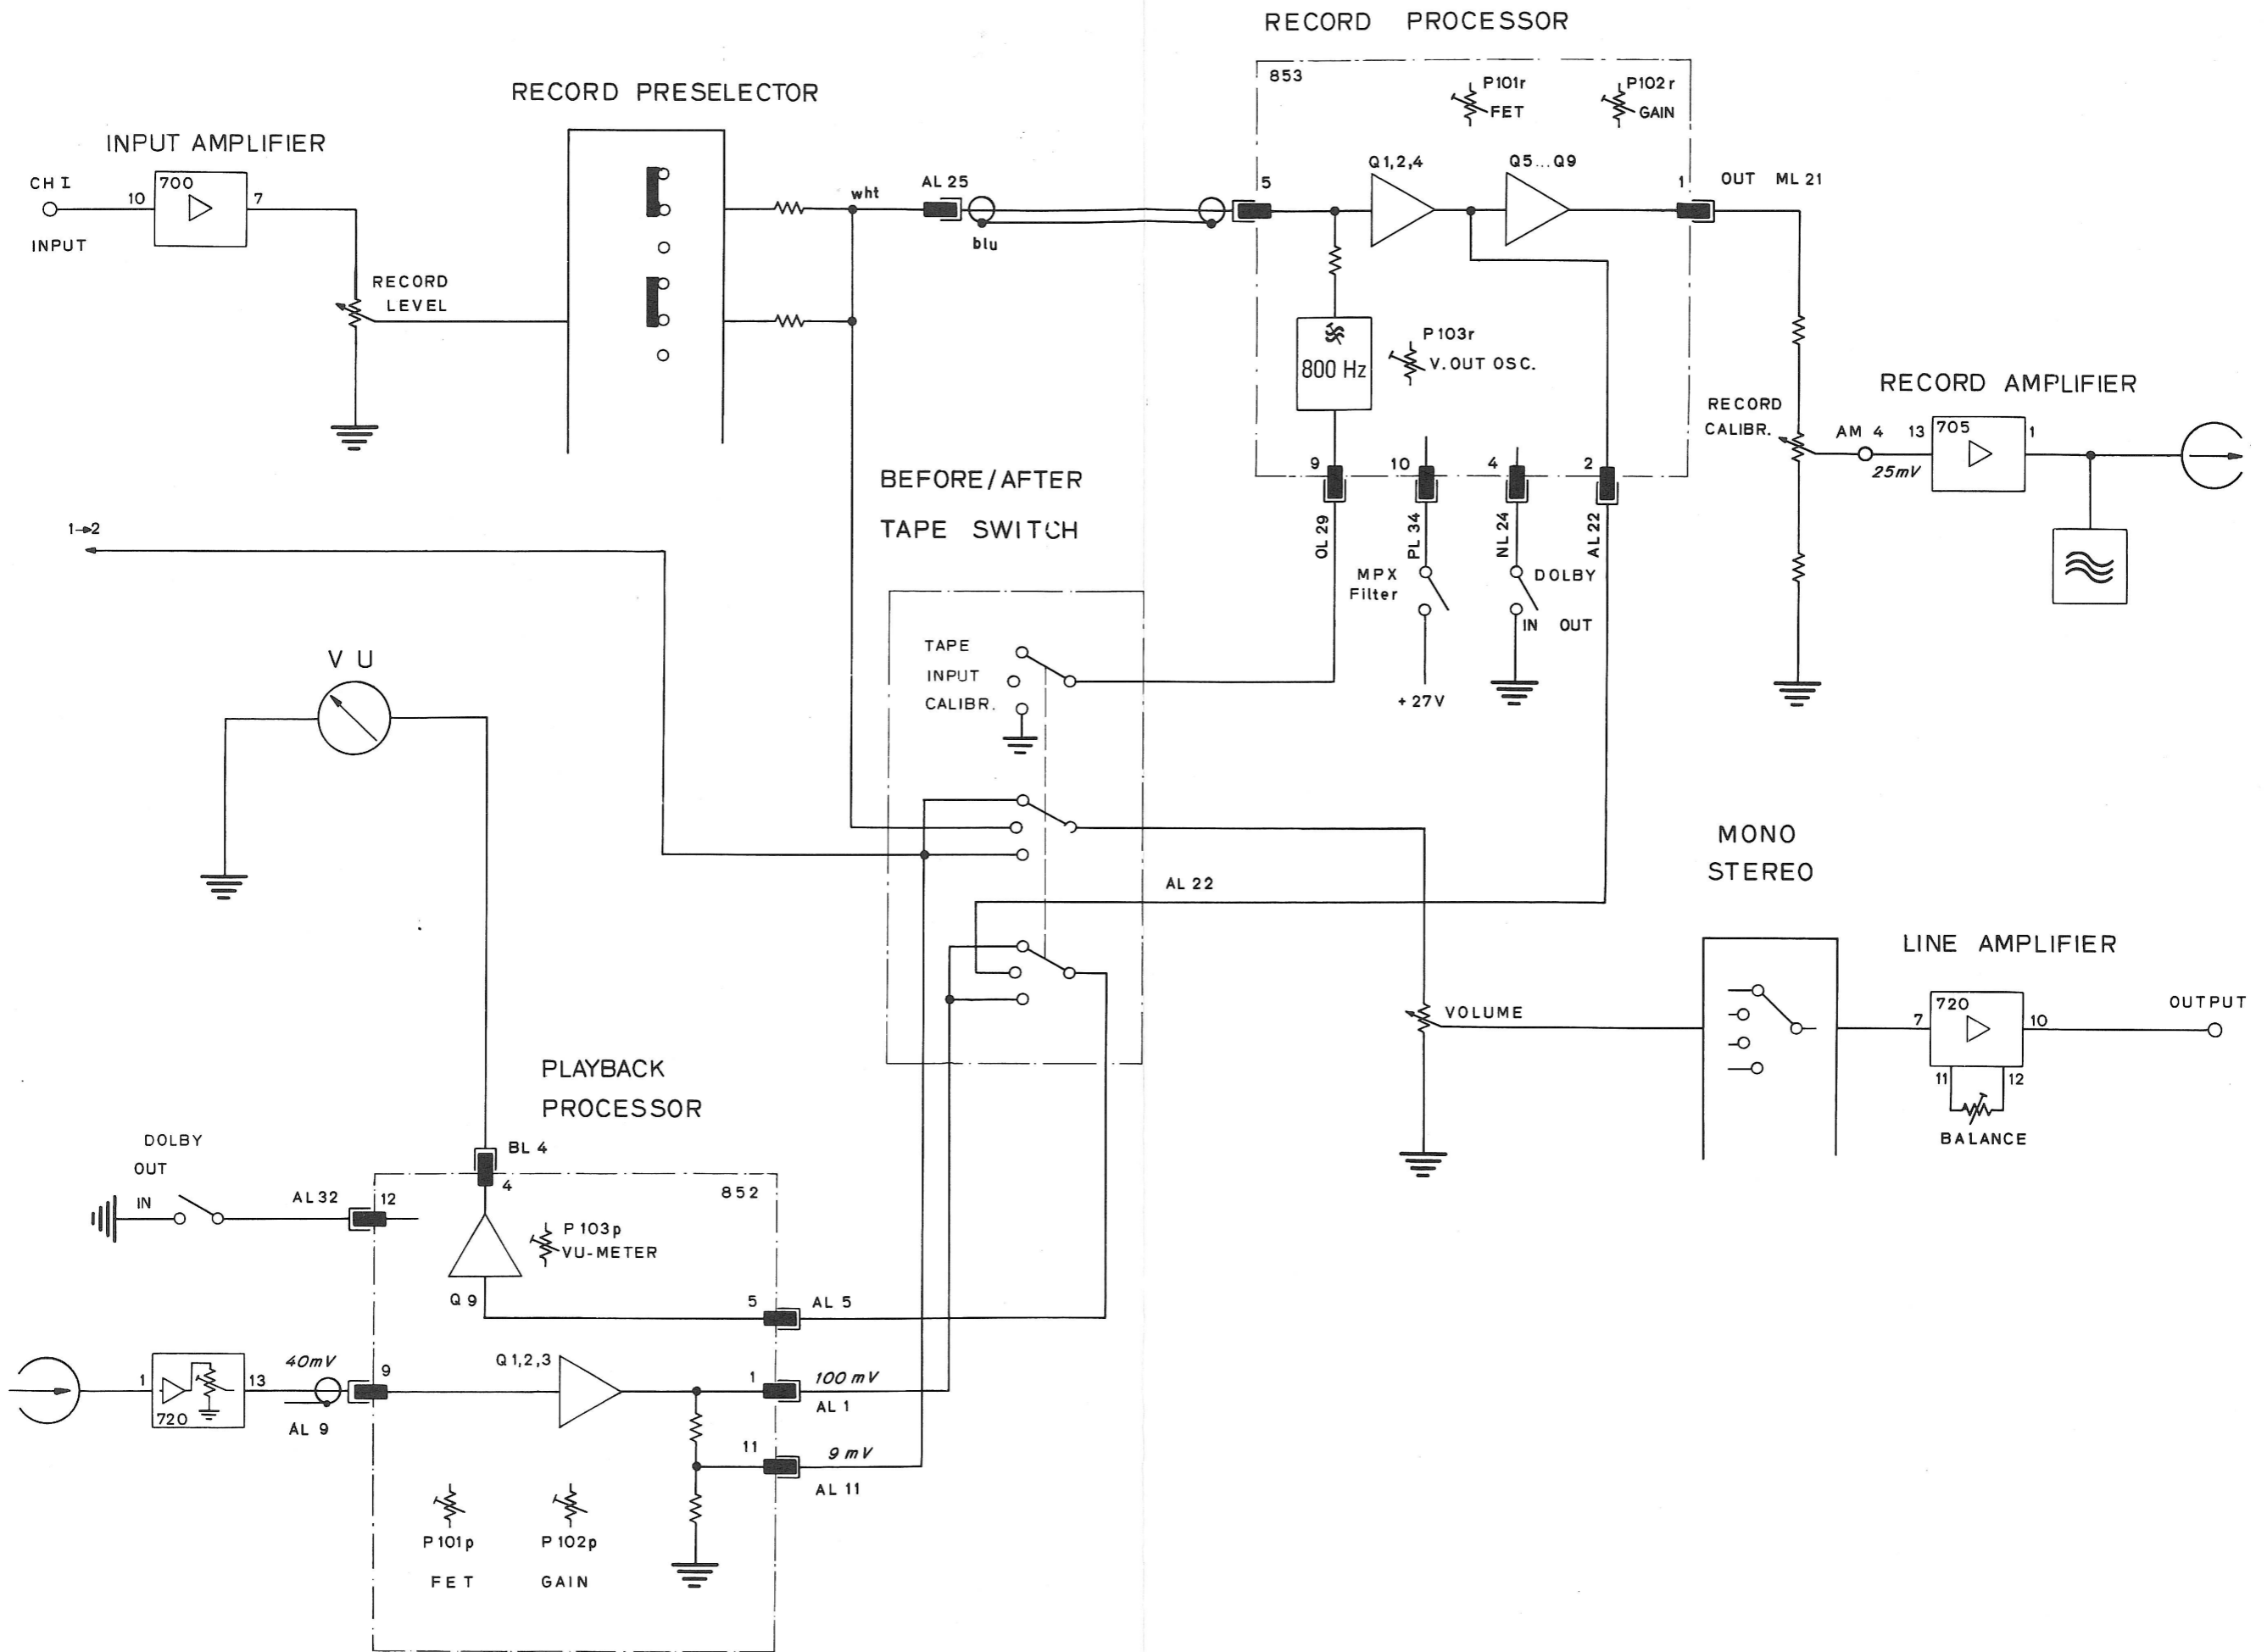 RECORD PROCESSOR
853
P101r
FET
P102r
GAIN
RECORD PRESELECTOR
INPUT AMPLIFIER
CH I
INPUT
10
700
7
RECORD
LEVEL
wht
AL 25
blu
5
Q1,2,4
Q5...Q9
1
OUT ML 21
800 Hz
P103r
V.OUT OSC.
9
10
4
2
OL 29
PL 34
NL 24
AL 22
MPX
Filter
+27V
DOLBY
IN OUT
RECORD
CALIBR.
RECORD AMPLIFIER
AM 4
25mV
13
705
1
BEFORE/AFTER
TAPE SWITCH
1→2
TAPE
INPUT
CALIBR.
VU
AL 22
MONO
STEREO
VOLUME
LINE AMPLIFIER
7
720
10
11
12
BALANCE
OUTPUT
PLAYBACK
PROCESSOR
BL 4
4
852
DOLBY
OUT
IN
AL 32
12
P 103p
VU-METER
Q 9
5
AL 5
1
720
13
40mV
AL 9
9
Q 1,2,3
1
100 mV
AL 1
11
9 mV
AL 11
P 101p
FET
P 102p
GAIN